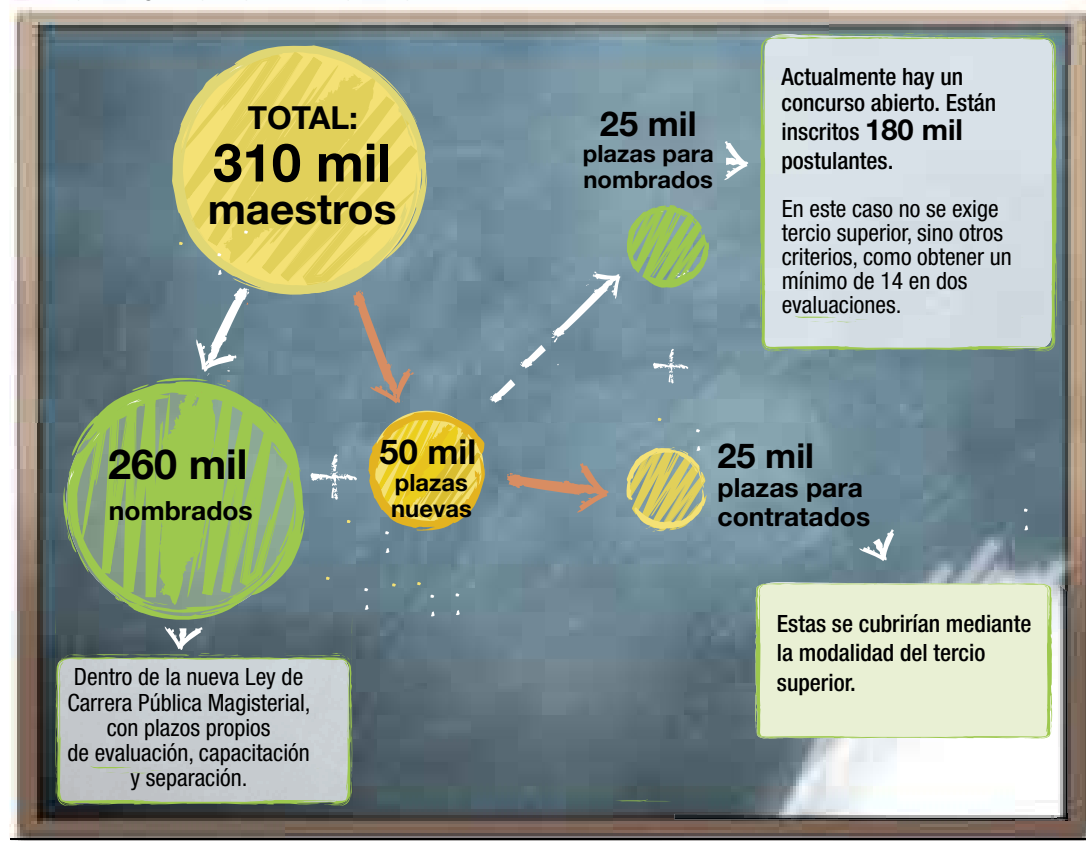 TOTAL:
310 mil
maestros
25 mil
plazas para
nombrados
Actualmente hay un
concurso abierto. Están
inscritos 180 mil
postulantes.
En este caso no se exige
tercio superior, sino otros
criterios, como obtener un
mínimo de 14 en dos
evaluaciones.
260 mil
nombrados
50 mil
plazas
nuevas
25 mil
plazas para
contratados
Estas se cubrirían mediante
la modalidad del tercio
superior.
Dentro de la nueva Ley de
Carrera Pública Magisterial,
con plazos propios
de evaluación, capacitación
y separación.